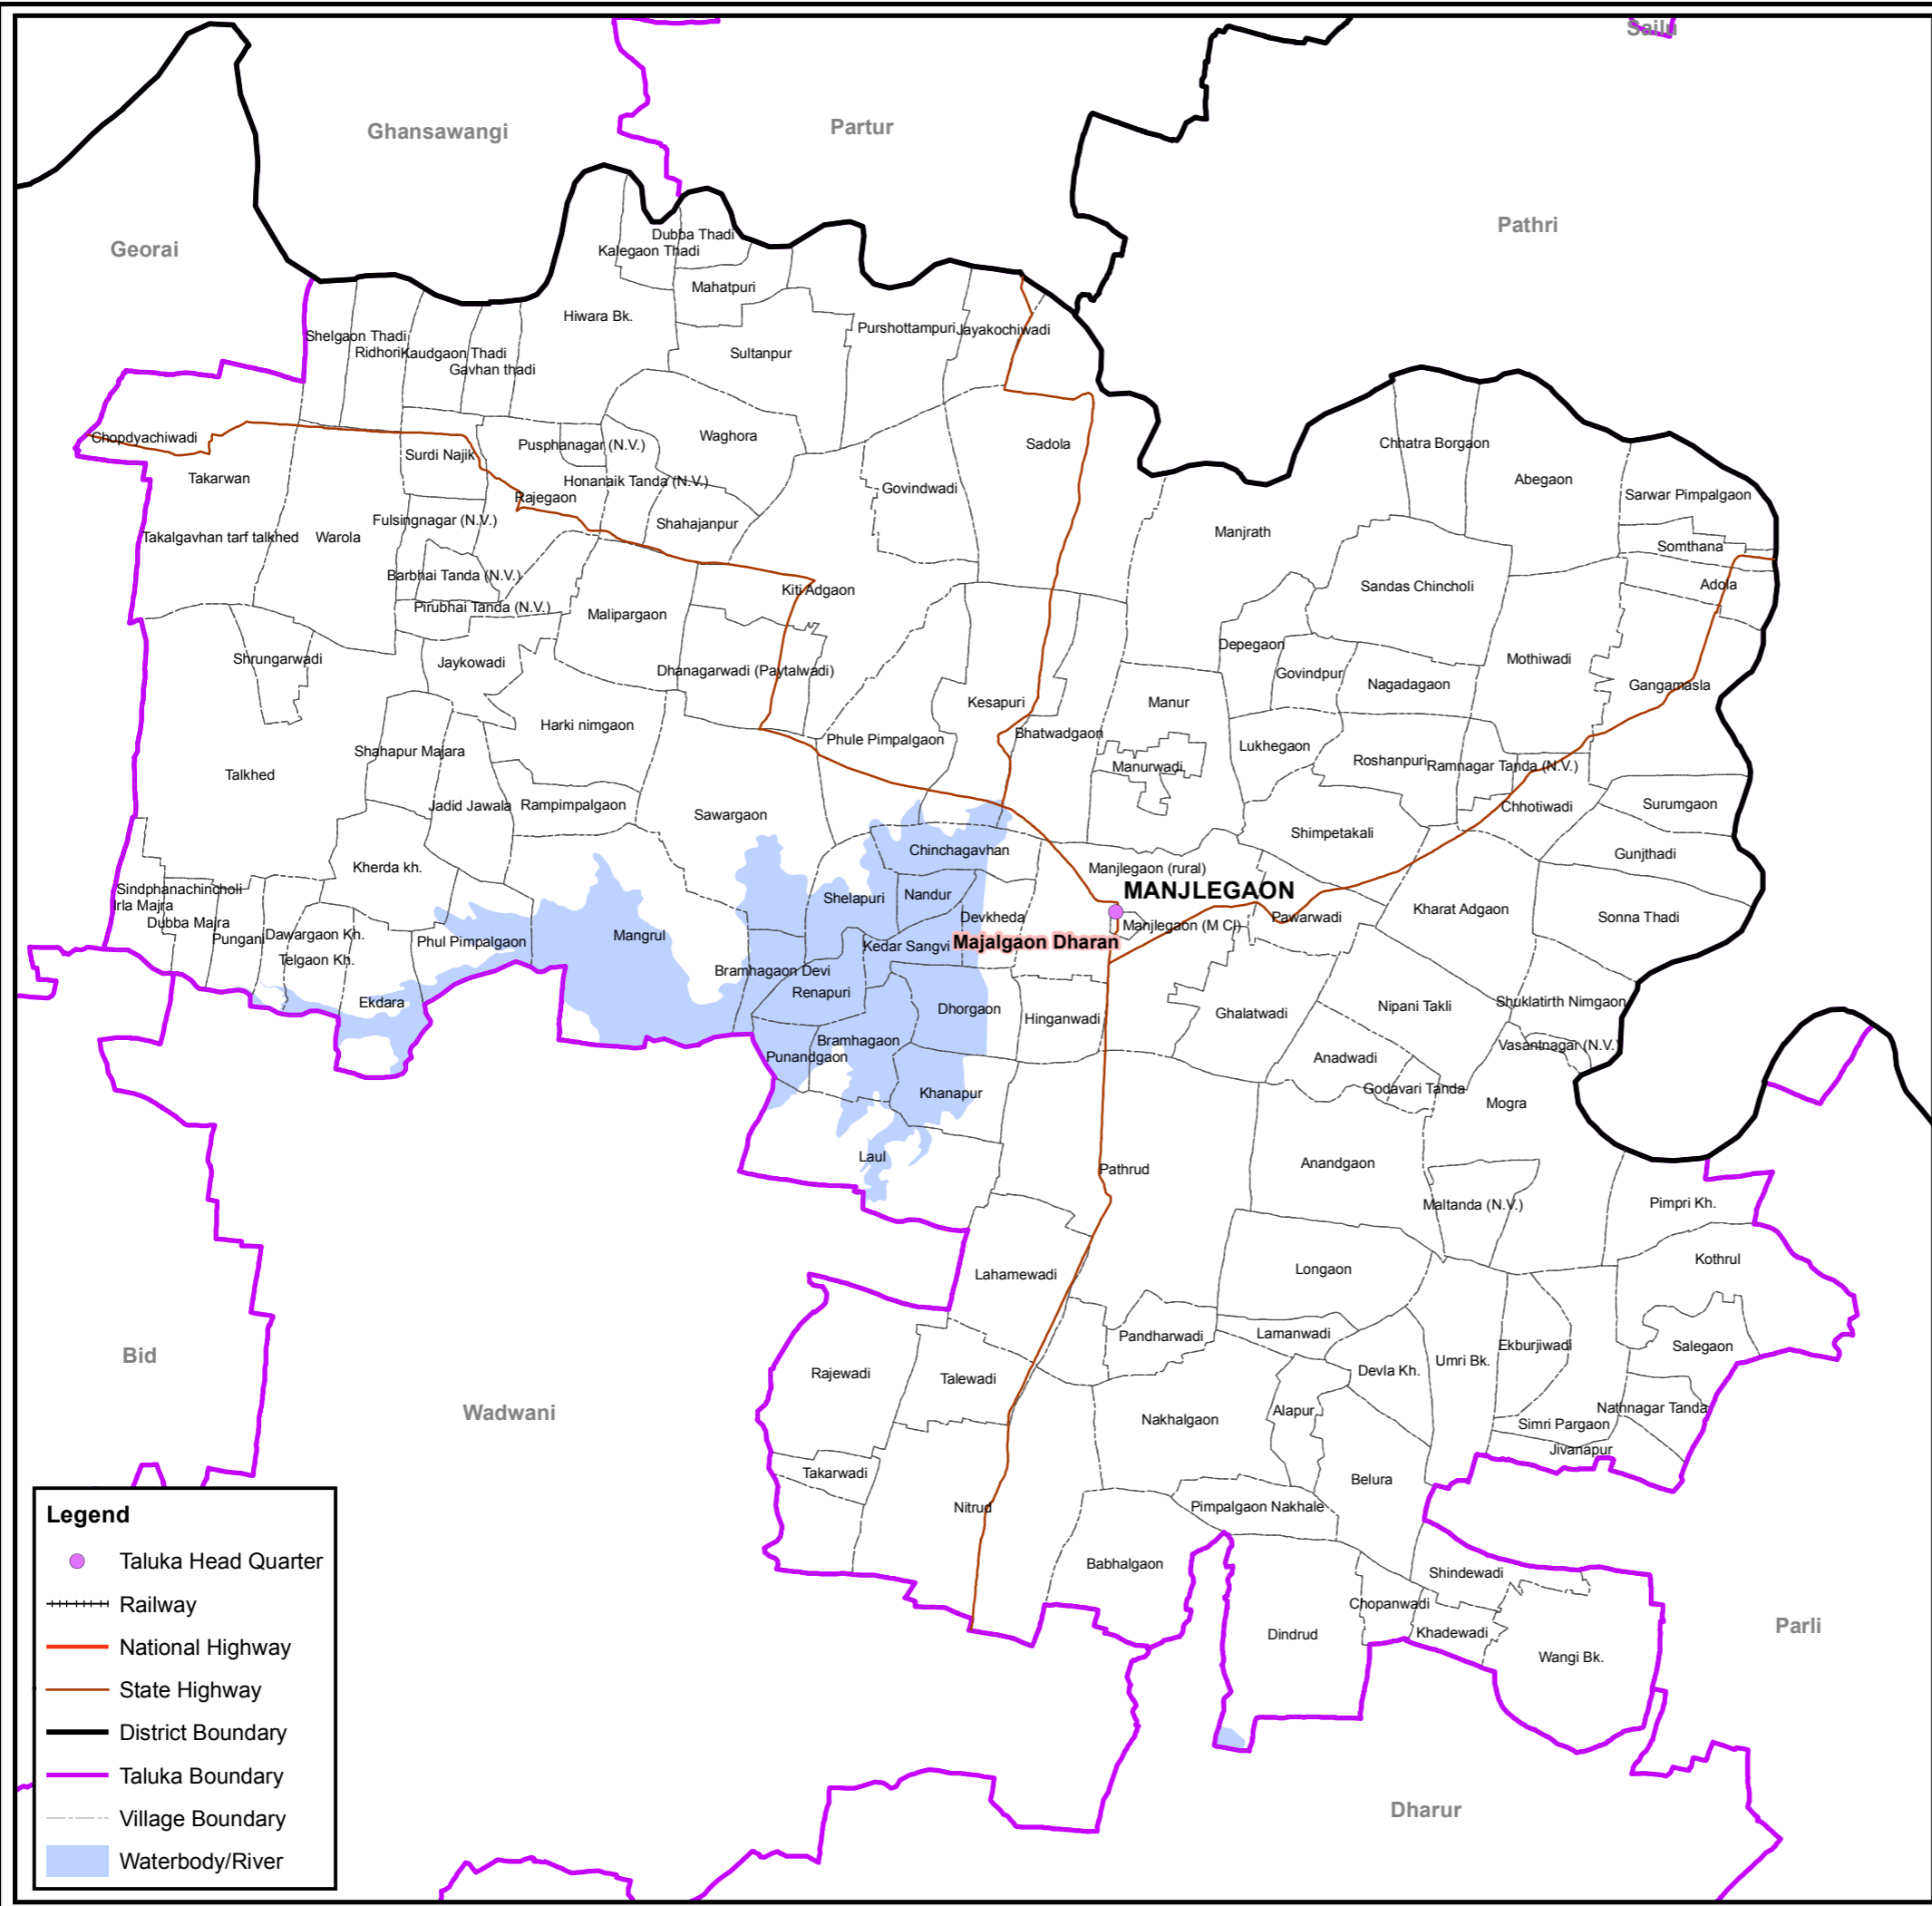 Sailu
Ghansawangi
Partur
Pathri
Georai
Dubba Thadi
Kalegaon Thadi
Mahatpuri
Hiwara Bk.
Shelgaon Thadi
Ridhori
Kaudgaon Thadi
Gavhan thadi
Sultanpur
Purshottampuri
Jayakochiwadi
Chopdyachiwadi
Takarwan
Surdi Najik
Pusphanagar (N.V.)
Waghora
Sadola
Chhatra Borgaon
Abegaon
Honanaik Tanda (N.V.)
Govindwadi
Sarwar Pimpalgaon
Rajegaon
Fulsingnagar (N.V.)
Shahajanpur
Manjrath
Takalgavhan tarf talkhed
Warola
Somthana
Barbhai Tanda (N.V.)
Kiti Adgaon
Sandas Chincholi
Adola
Pirubhai Tanda (N.V.)
Malipargaon
Shrungarwadi
Jaykowadi
Dhanagarwadi (Paytalwadi)
Depegaon
Govindpur
Nagadagaon
Mothiwadi
Gangamasla
Kesapuri
Manur
Harki nimgaon
Phule Pimpalgaon
Bhatwadgaon
Lukhegaon
Shahapur Majara
Roshanpuri
Ramnagar Tanda (N.V.)
Manurwadi
Talkhed
Jadid Jawala
Rampimpalgaon
Sawargaon
Chhotiwadi
Surumgaon
Shimpetakali
Chinchagavhan
Gunjthadi
Kherda kh.
Manjlegaon (rural)
Sindphanachincholi
Irla Majra
MANJLEGAON
Shelapuri
Nandur
Devkheda
Kharat Adgaon
Sonna Thadi
Dubba Majra
Pungani
Dawargaon Kh.
Phul Pimpalgaon
Mangrul
Kedar Sangvi
Majalgaon Dharan
Manjlegaon (M Cl)
Pawarwadi
Telgaon Kh.
Bramhagaon Devi
Renapuri
Ekdara
Dhorgaon
Hinganwadi
Ghalatwadi
Nipani Takli
Shuklatirth Nimgaon
Bramhagaon
Punandgaon
Anadwadi
Vasantnagar (N.V.)
Khanapur
Godavari Tanda
Mogra
Laul
Pathrud
Anandgaon
Maltanda (N.V.)
Pimpri Kh.
Lahamewadi
Longaon
Kothrul
Bid
Pandharwadi
Lamanwadi
Ekburjiwadi
Salegaon
Rajewadi
Talewadi
Devla Kh.
Umri Bk.
Wadwani
Nakhalgaon
Alapur
Simri Pargaon
Nathnagar Tanda
Jivanapur
Takarwadi
Belura
Nitrud
Pimpalgaon Nakhale
Babhalgaon
Shindewadi
Chopanwadi
Khadewadi
Dindrud
Wangi Bk.
Parli
Dharur
Legend
Taluka Head Quarter
Railway
National Highway
State Highway
District Boundary
Taluka Boundary
Village Boundary
Waterbody/River